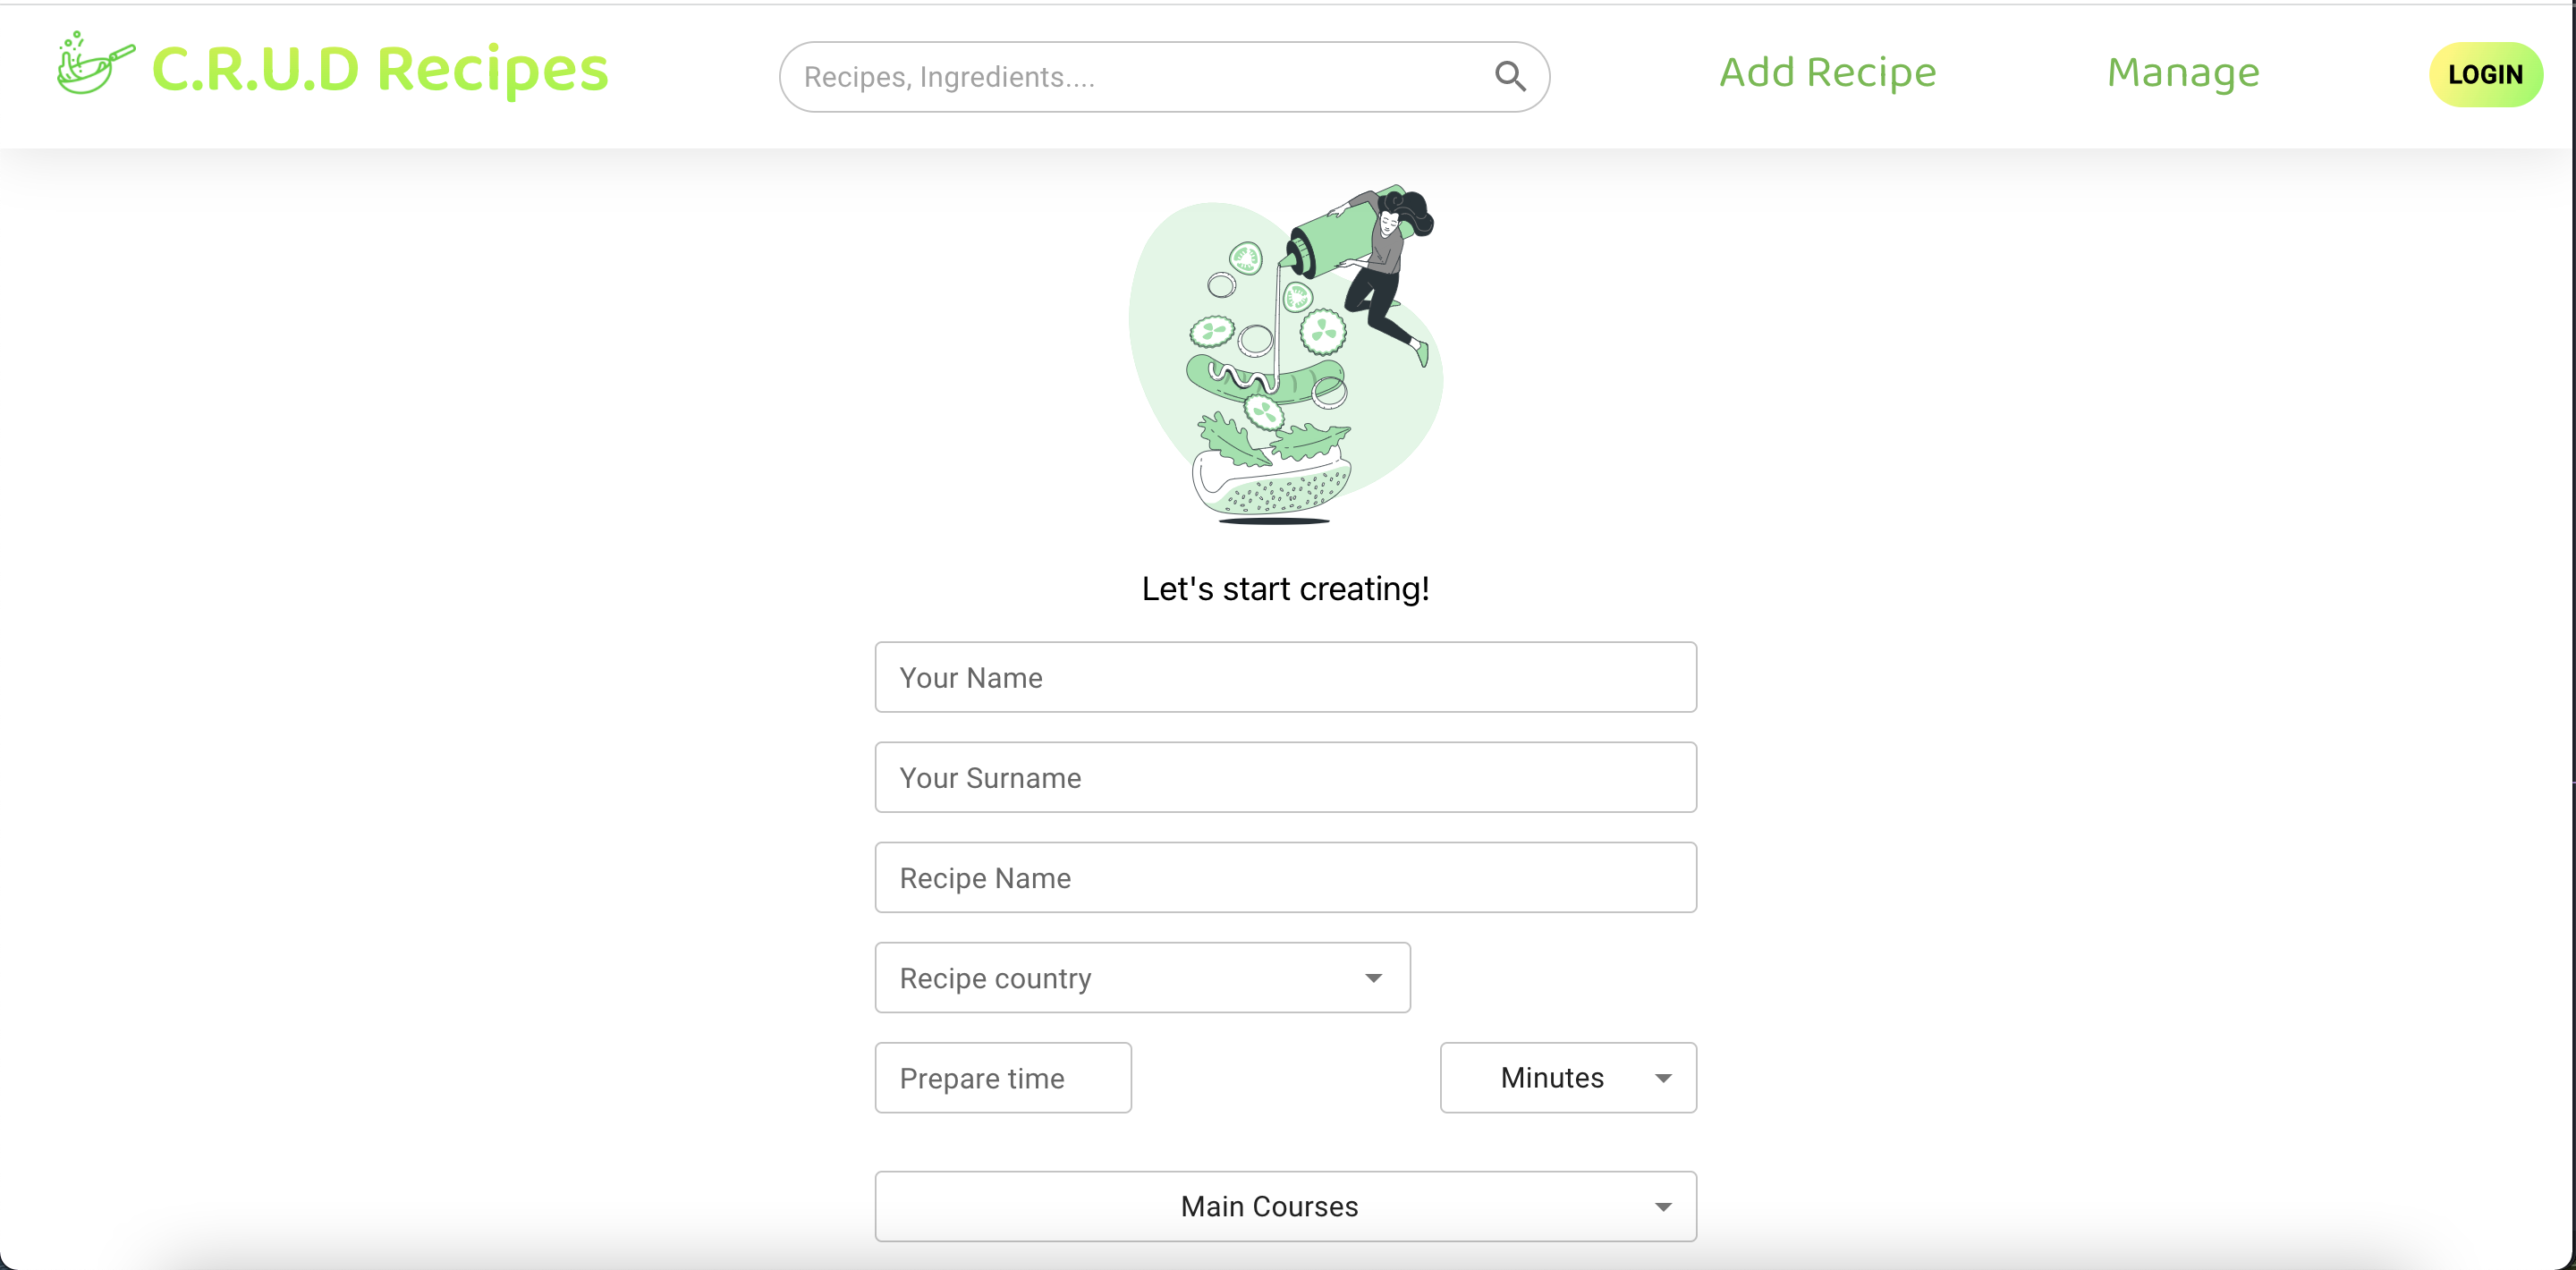 C.R.U.D Recipes
Recipes, Ingredients....
Add Recipe
Manage
LOGIN
Let's start creating!
Your Name
Your Surname
Recipe Name
Recipe country
Prepare time
Minutes
Main Courses